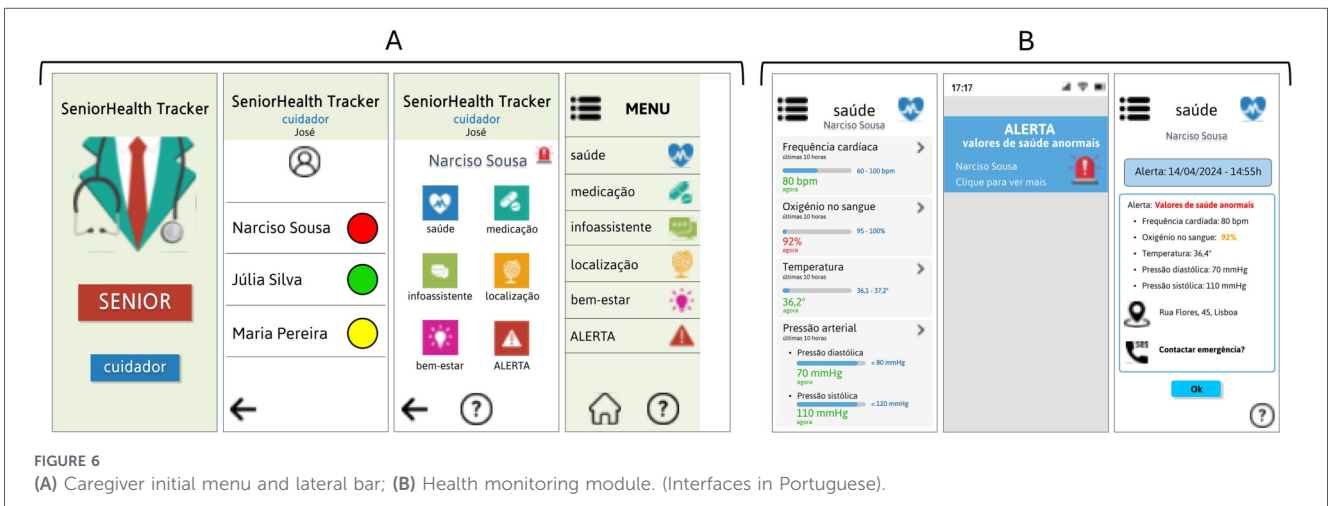 A
B
SeniorHealth Tracker
SENIOR
cuidador
SeniorHealth Tracker
cuidador
José
Narciso Sousa
Júlia Silva
Maria Pereira
SeniorHealth Tracker
cuidador
José
Narciso Sousa
saúde
medicação
infoassistente
localização
bem-estar
ALERTA
?
MENU
saúde
medicação
infoassistente
localização
bem-estar
ALERTA
?
saúde
Narciso Sousa
Frequência cardíaca
últimas 10 horas
60 - 100 bpm
80 bpm
agora
Oxigénio no sangue
últimas 10 horas
95 - 100%
92%
agora
Temperatura
últimas 10 horas
36,1 - 37,2°
36,2°
agora
Pressão arterial
últimas 10 horas
• Pressão diastólica
< 80 mmHg
70 mmHg
agora
• Pressão sistólica
< 120 mmHg
110 mmHg
agora
17:17
ALERTA
valores de saúde anormais
Narciso Sousa
Clique para ver mais
saúde
Narciso Sousa
Alerta: 14/04/2024 - 14:55h
Alerta: Valores de saúde anormais
• Frequência cardíada: 80 bpm
• Oxigénio no sangue: 92%
• Temperatura: 36,4°
• Pressão diastólica: 70 mmHg
• Pressão sistólica: 110 mmHg
Rua Flores, 45, Lisboa
SOS
Contactar emergência?
Ok
?
FIGURE 6
(A) Caregiver initial menu and lateral bar; (B) Health monitoring module. (Interfaces in Portuguese).